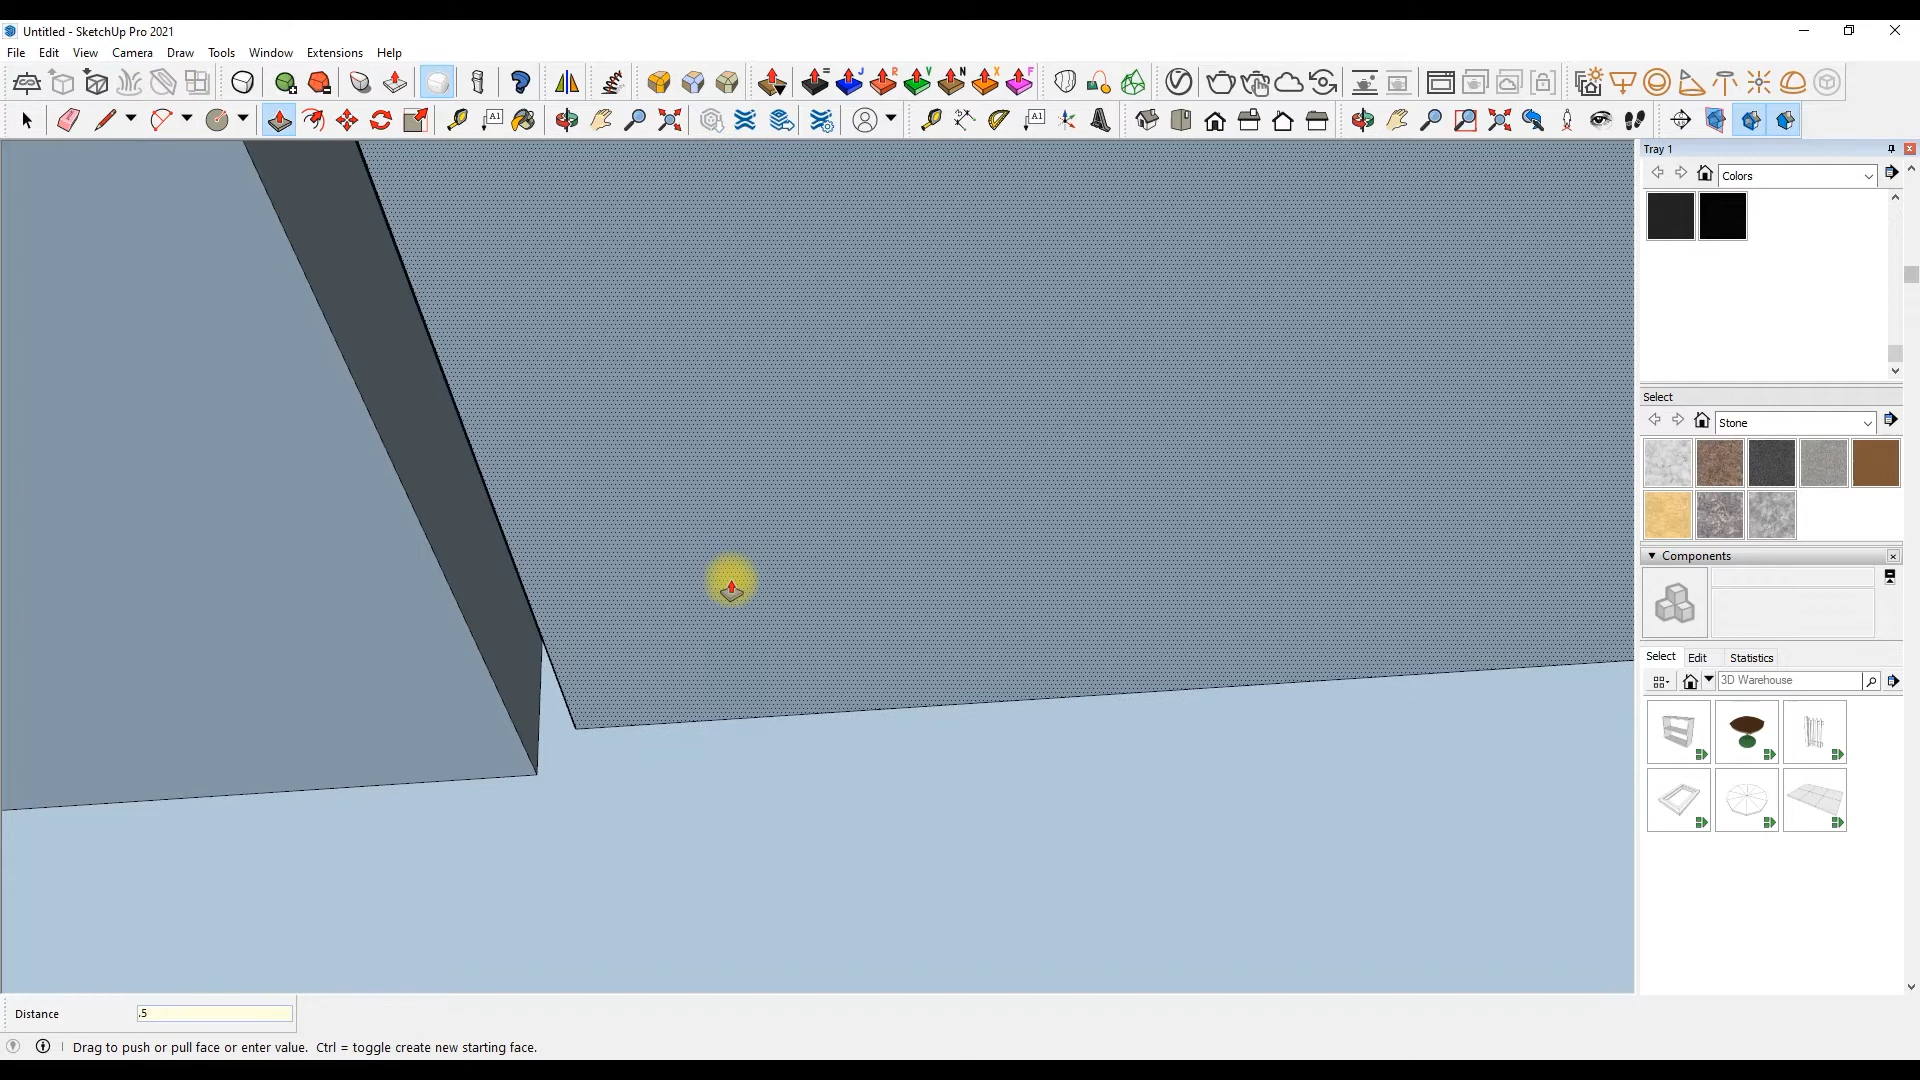 Untitled - SketchUp Pro 2021
File Edit View Camera Draw Tools Window Extensions Help
= J R V N X F
A1 A1
Tray 1
Colors
Select
Stone
Components
Select Edit Statistics
3D Warehouse
Distance .5
Drag to push or pull face or enter value. Ctrl = toggle create new starting face.